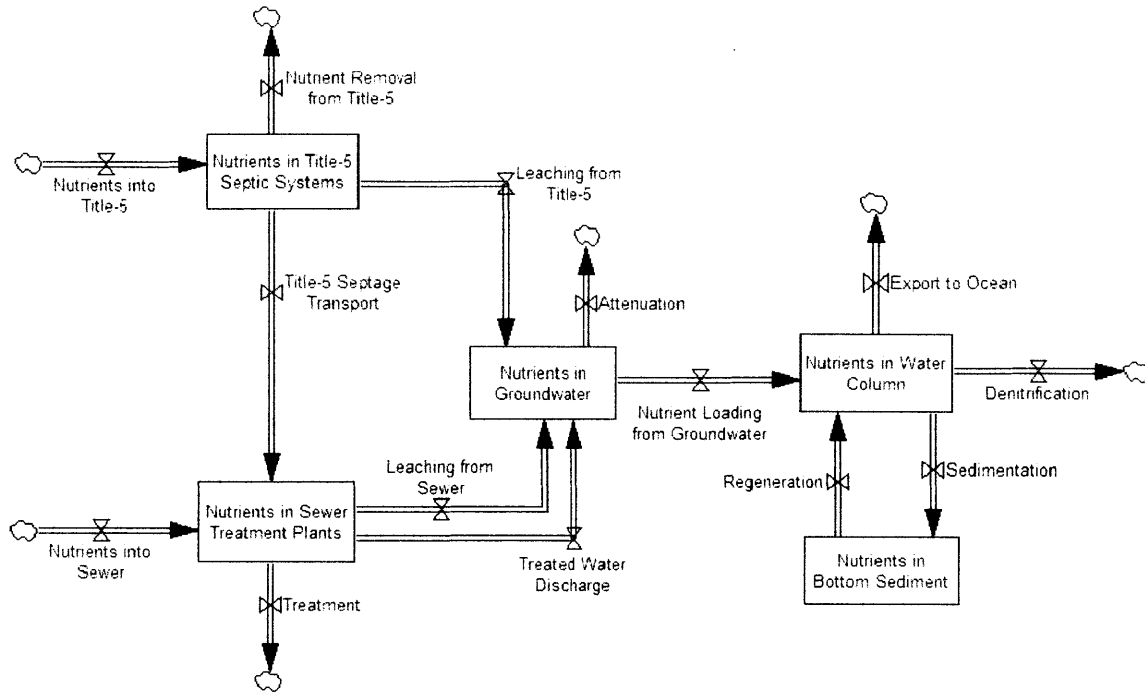 Nutrient Removal
from Title-5
Nutrients in Title-5
Septic Systems
Nutrients into
Title-5
Leaching from
Title-5
Title-5 Septage
Transport
Attenuation
Export to Ocean
Nutrients in
Groundwater
Nutrients in Water
Column
Nutrient Loading
from Groundwater
Denitrification
Leaching from
Sewer
Regeneration
Sedimentation
Nutrients in Sewer
Treatment Plants
Nutrients into
Sewer
Treated Water
Discharge
Nutrients in
Bottom Sediment
Treatment